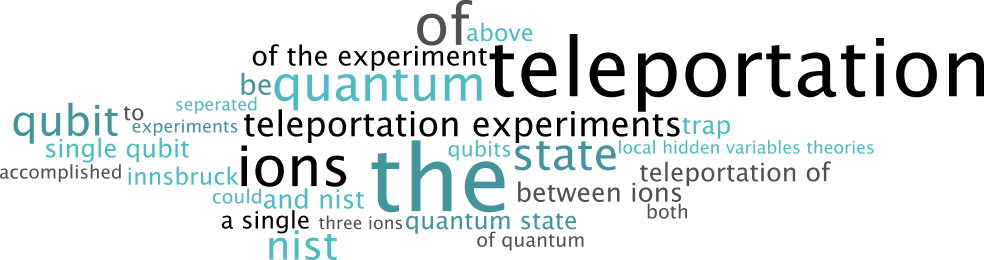 of above
of the experiment teleportation
be quantum
seperated
qubit to
experiments teleportation experiments trap
single qubit ions the qubits state local hidden variables theories
accomplished innsbruck teleportation of
could and nist between ions
a single three ions quantum state both
nist of quantum